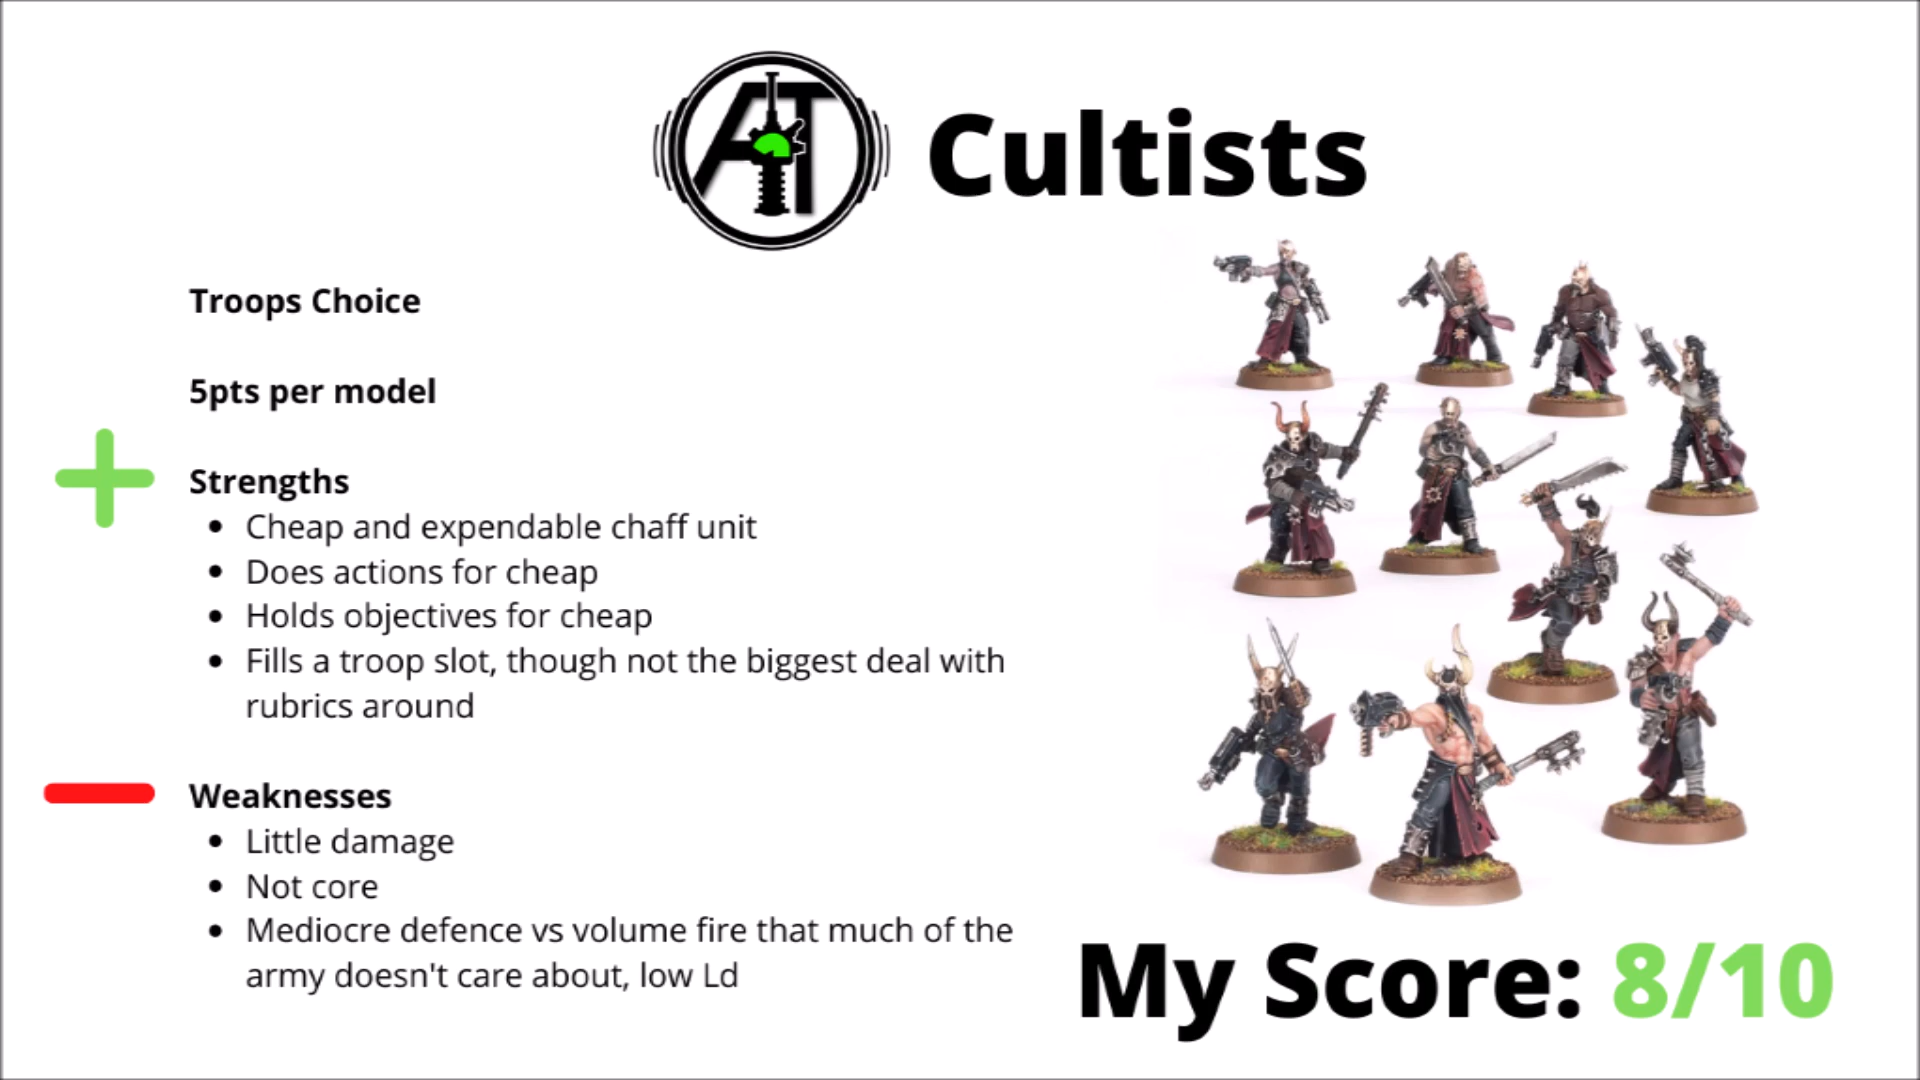 AT
Cultists
Troops Choice
5pts per model
Strengths
Cheap and expendable chaff unit
Does actions for cheap
Holds objectives for cheap
Fills a troop slot, though not the biggest deal with
rubrics around
Weaknesses
Little damage
Not core
Mediocre defence vs volume fire that much of the
army doesn't care about, low Ld
My Score: 8/10